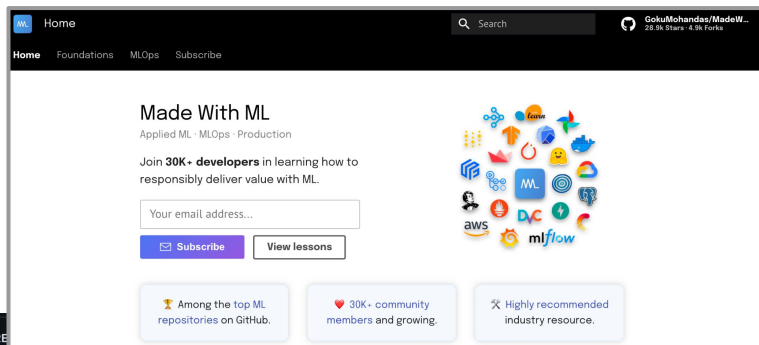 ML
Home
Search
GokuMohandas/MadeW...
28.9k Stars · 4.9k Forks
Home
Foundations
MLOps
Subscribe
Made With ML
Applied ML · MLOps · Production
Join 30K+ developers in learning how to
responsibly deliver value with ML.
Your email address...
Subscribe
View lessons
learn
ML
aws
DVC
mlflow
🏆 Among the top ML
repositories on GitHub.
❤️ 30K+ community
members and growing.
🛠 Highly recommended
industry resource.